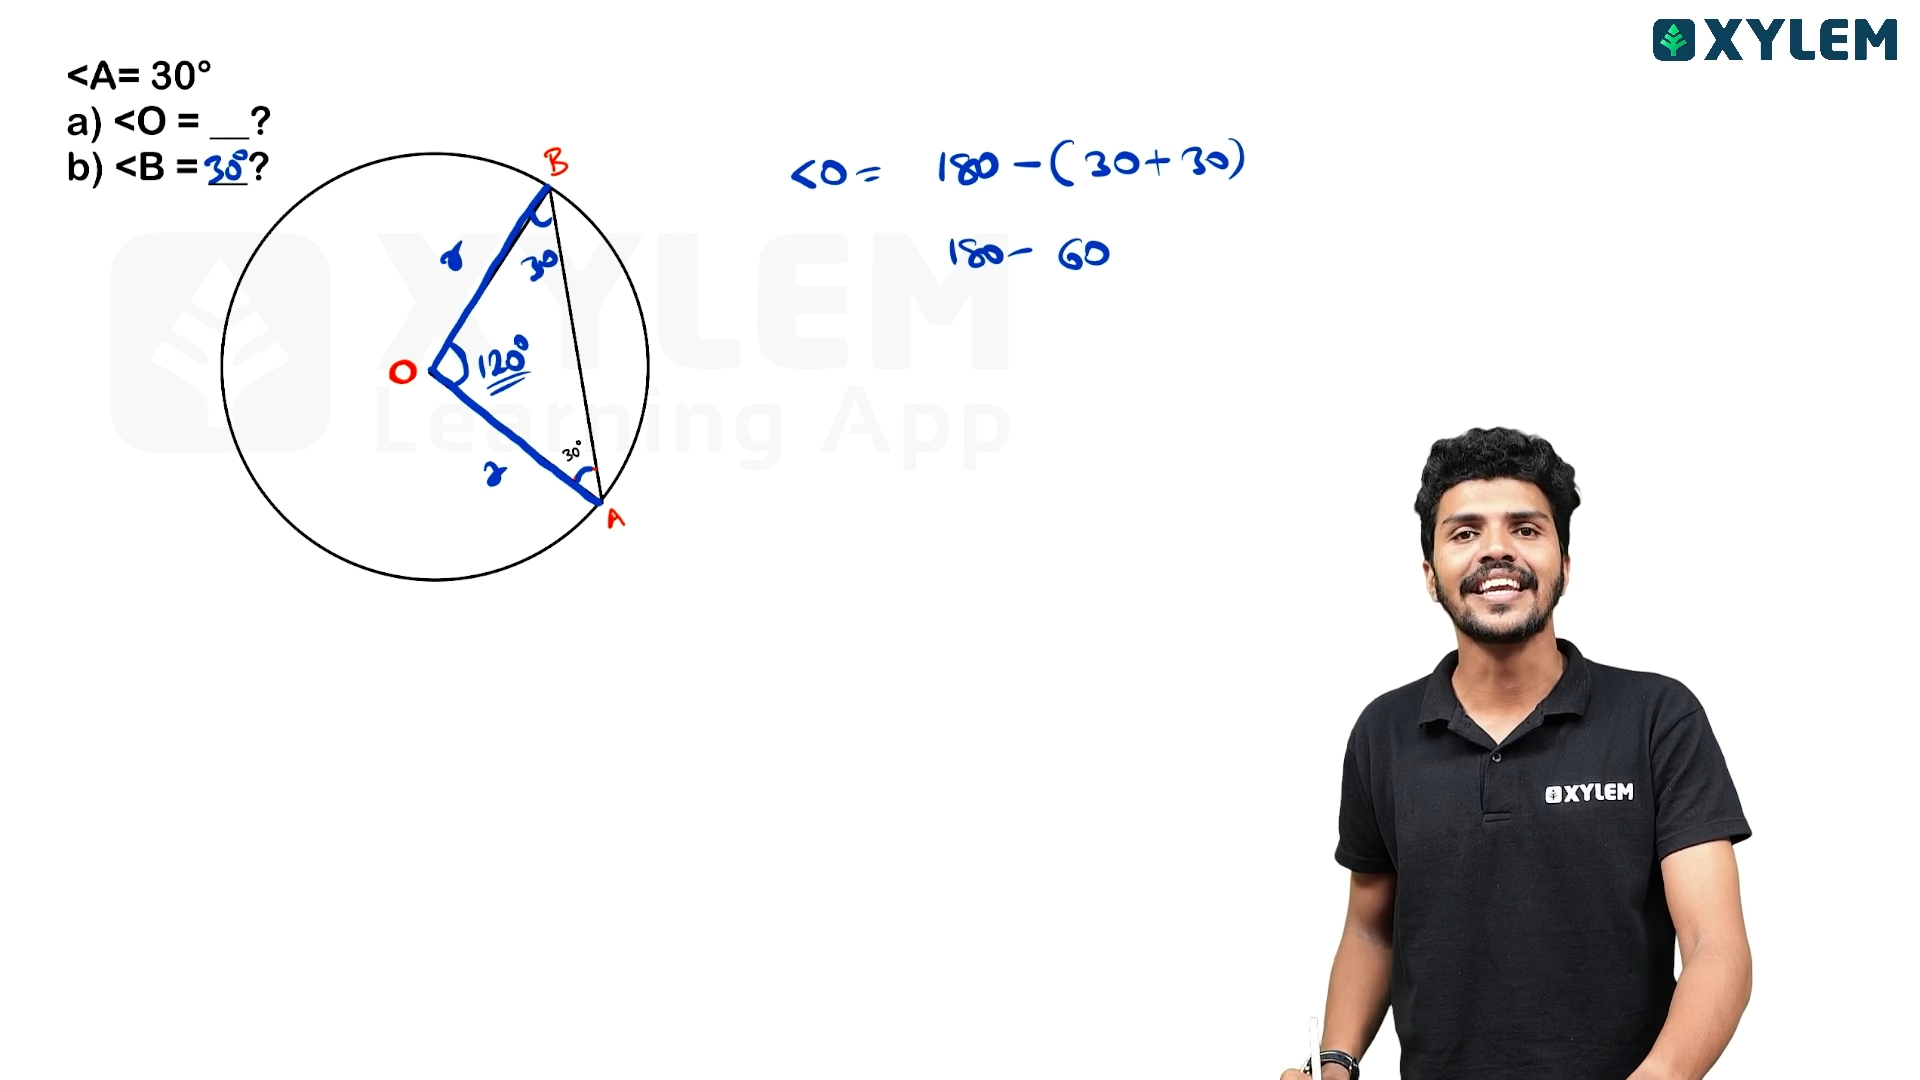 XYLEM
<A= 30°
a) <O = __?
b) <B = 30°?
<O = 180 - (30+30)
180 - 60
B
r
30
O
120°
30°
r
A
XYLEM
Learning App
XYLEM